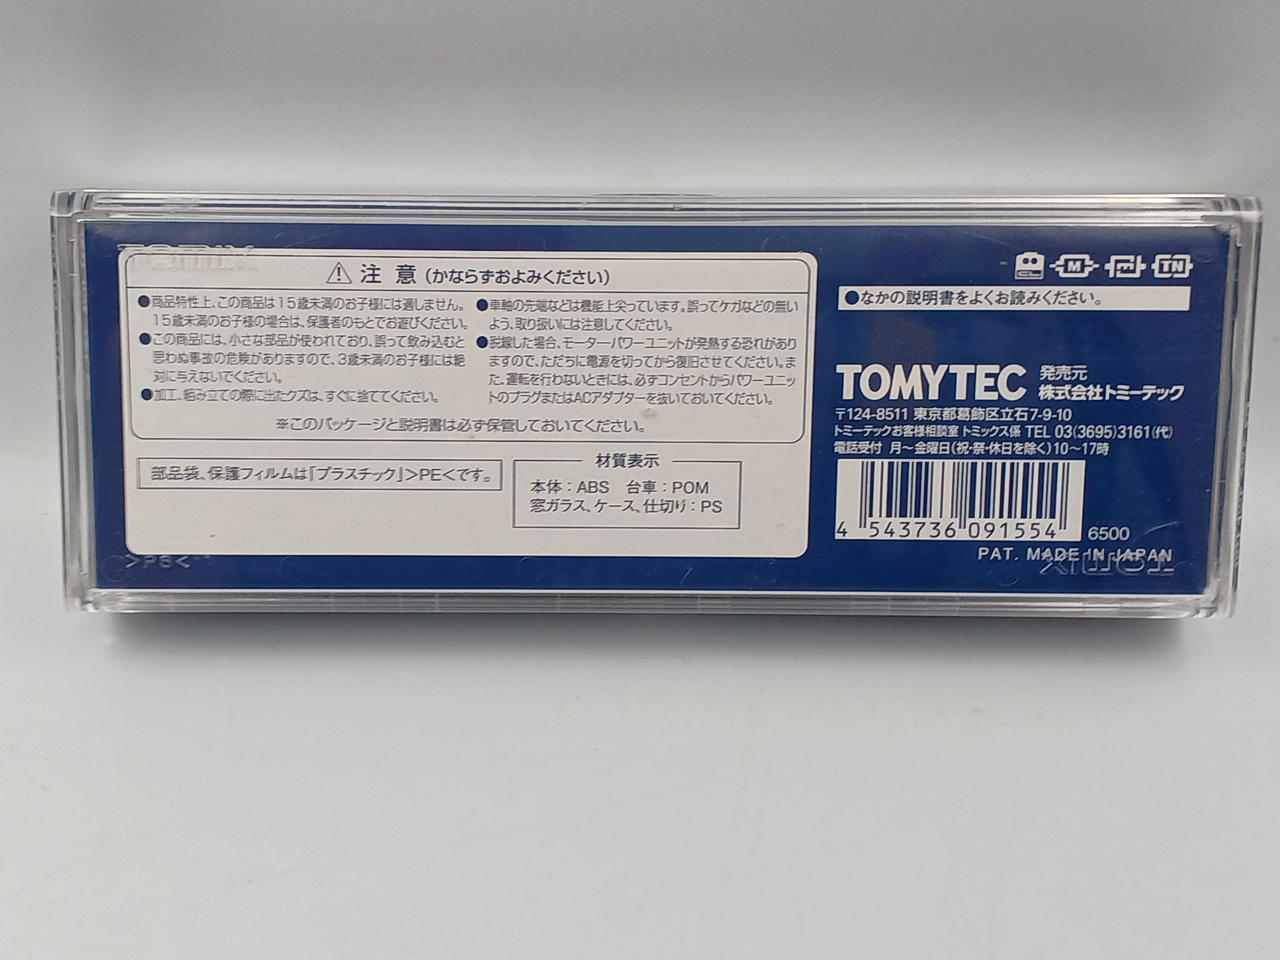 TOMIX
⚠ 注意 (かならずおよみください)
●商品特性上、この商品は15歳未満のお子様には適しません。
15歳未満のお子様の場合は、保護者のもとでお遊びください。
●この商品には、小さな部品が使われており、誤って飲み込むと
思わぬ事故の危険がありますので、3歳未満のお子様には絶
対に与えないでください。
●加工、組み立ての際に出たクズは、すぐに捨ててください。
●車軸の先端などは機能上尖っています。誤ってケガなどの無い
よう、取り扱いには注意してください。
●脱線した場合、モーター・パワーユニットが発熱する恐れがあり
ますので、ただちに電源を切ってから復旧させてください。ま
た、運転を行わないときには、必ずコンセントからパワーユニッ
トのプラグまたはACアダプターを抜いておいてください。
※このパッケージと説明書は必ず保管しておいてください。
部品袋、保護フィルムは「プラスチック」>PE<です。
材質表示
本体：ABS 台車：POM
窓ガラス、ケース、仕切り：PS
>PS<
CL M TN
●なかの説明書をよくお読みください。
TOMYTEC 発売元
株式会社トミーテック
〒124-8511 東京都葛飾区立石7-9-10
トミーテックお客様相談室 トミックス係 TEL 03(3695)3161(代)
電話受付 月〜金曜日(祝・祭・休日を除く)10〜17時
4 543736 091554
6500
PAT. MADE IN JAPAN
TOMIX